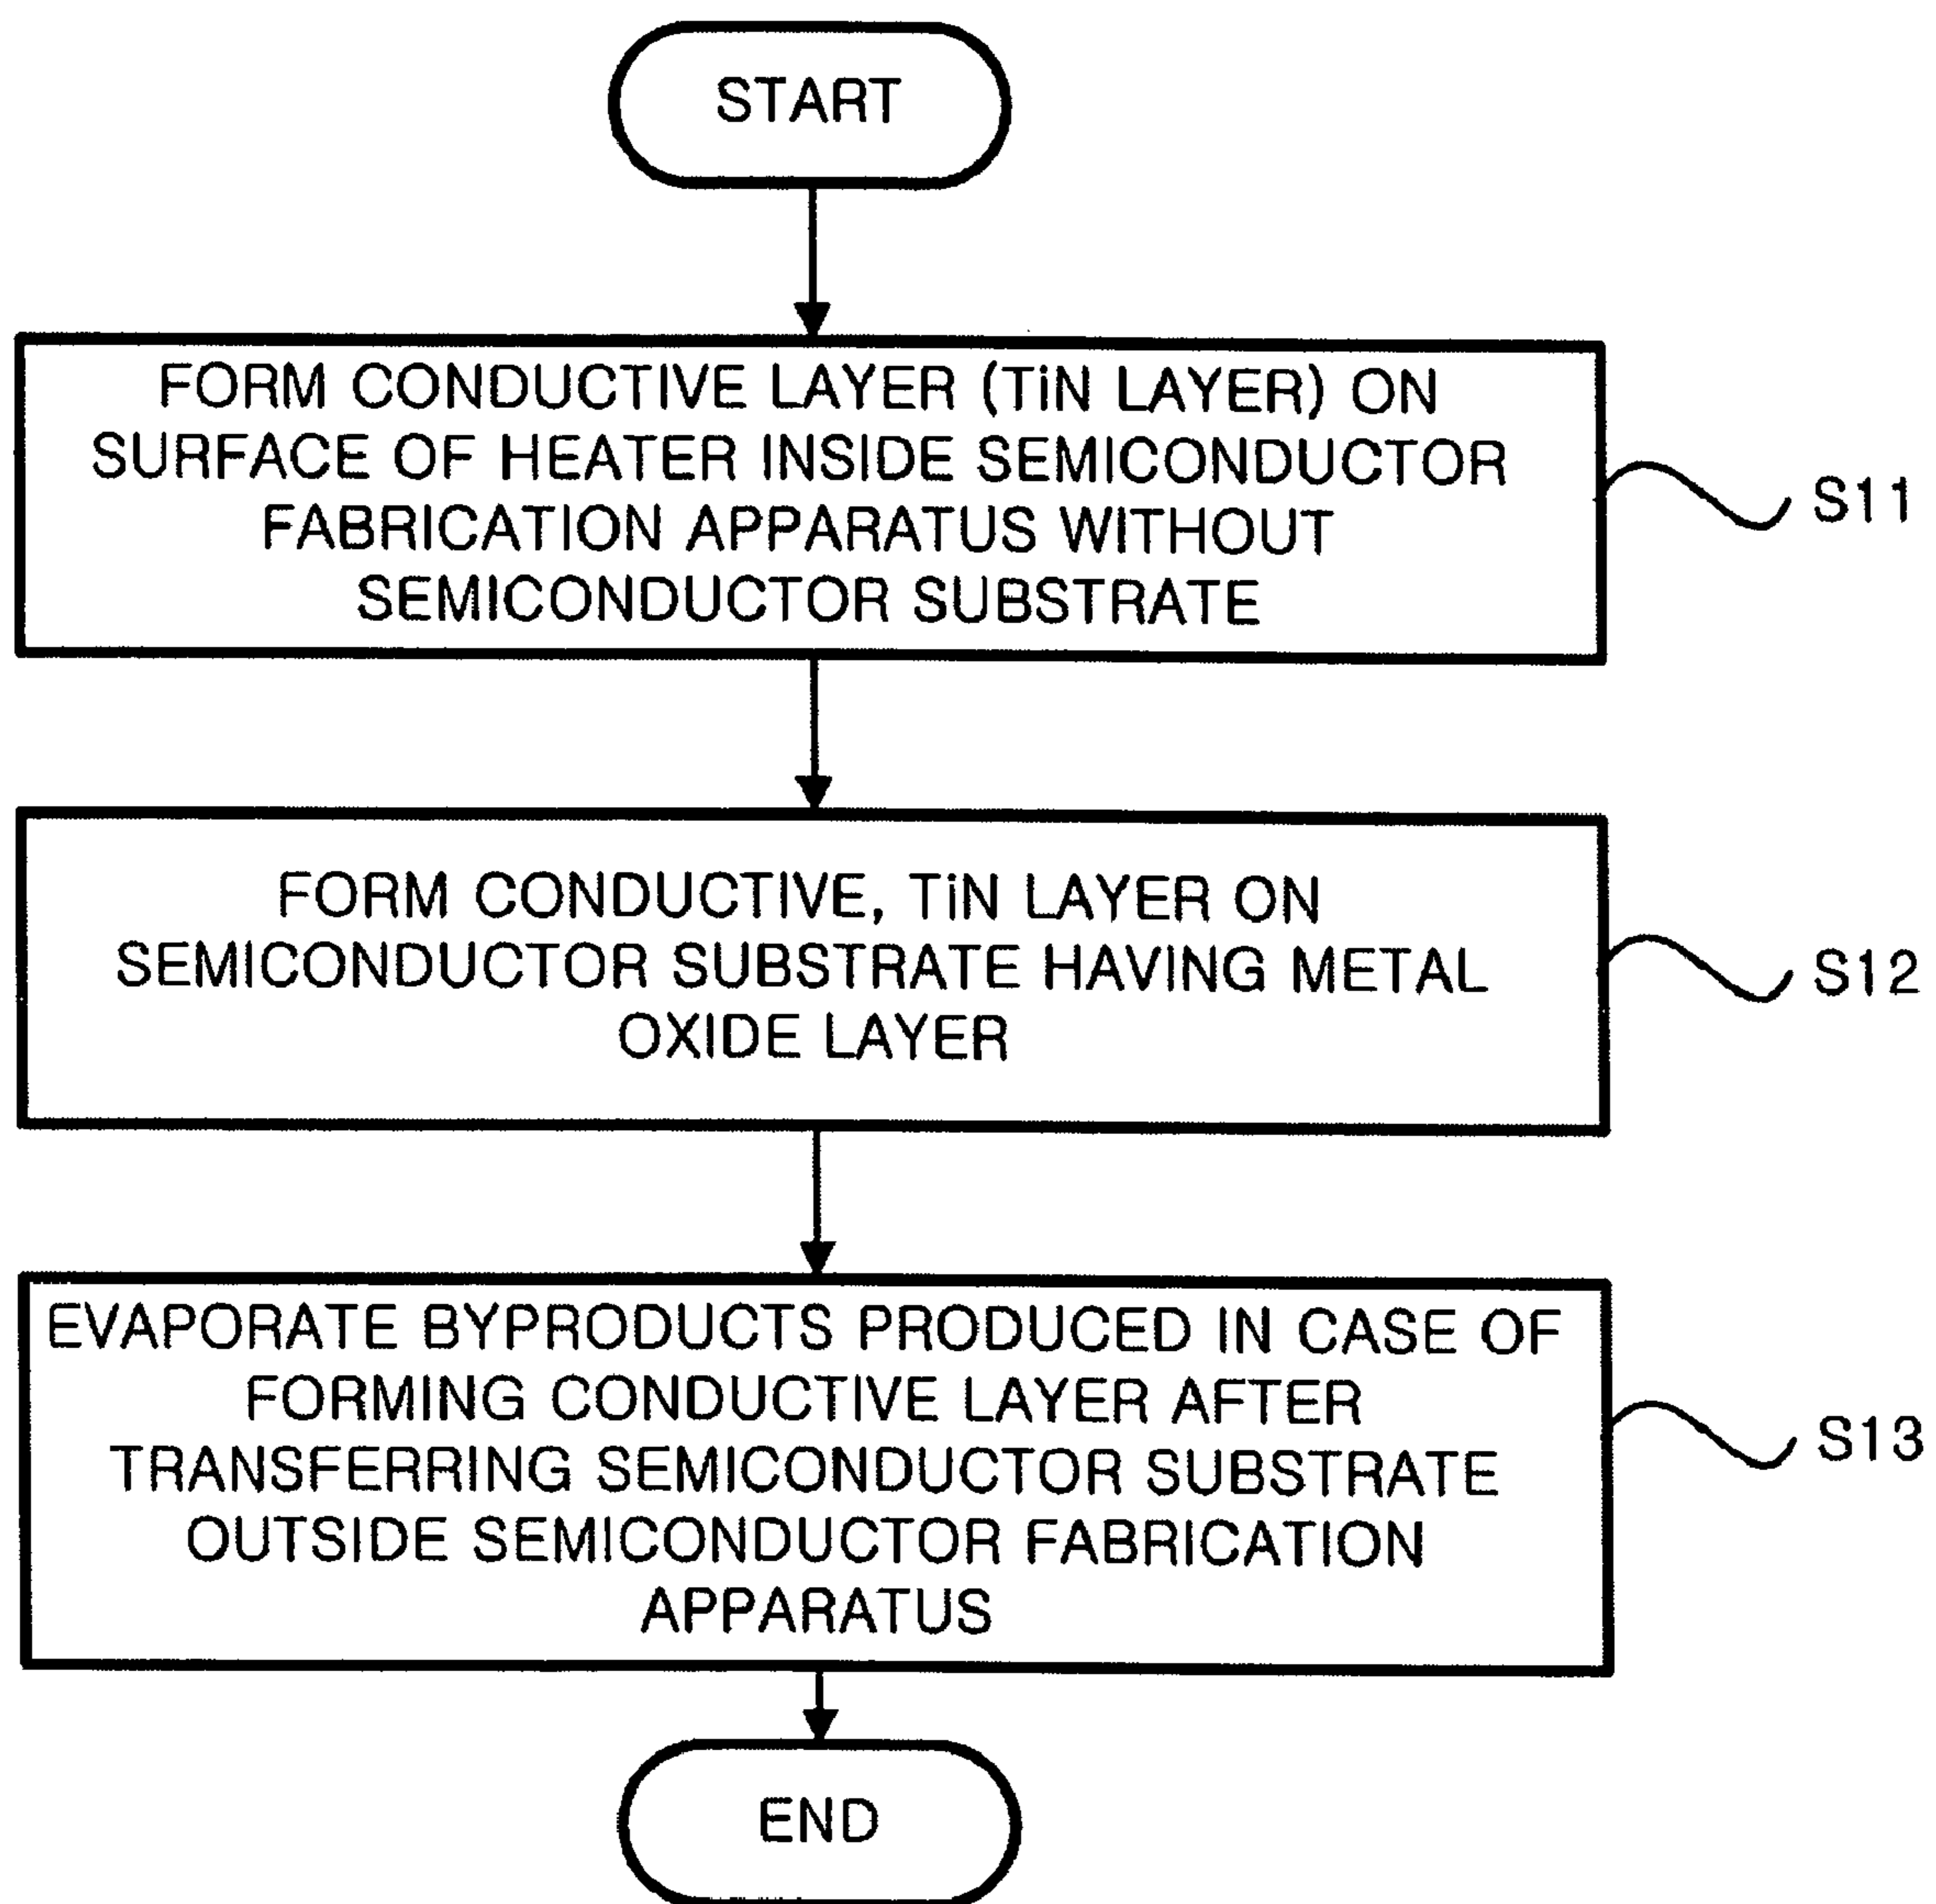 START
FORM CONDUCTIVE LAYER (TiN LAYER) ON
SURFACE OF HEATER INSIDE SEMICONDUCTOR
FABRICATION APPARATUS WITHOUT
SEMICONDUCTOR SUBSTRATE
S11
FORM CONDUCTIVE, TiN LAYER ON
SEMICONDUCTOR SUBSTRATE HAVING METAL
OXIDE LAYER
S12
EVAPORATE BYPRODUCTS PRODUCED IN CASE OF
FORMING CONDUCTIVE LAYER AFTER
TRANSFERRING SEMICONDUCTOR SUBSTRATE
OUTSIDE SEMICONDUCTOR FABRICATION
APPARATUS
S13
END